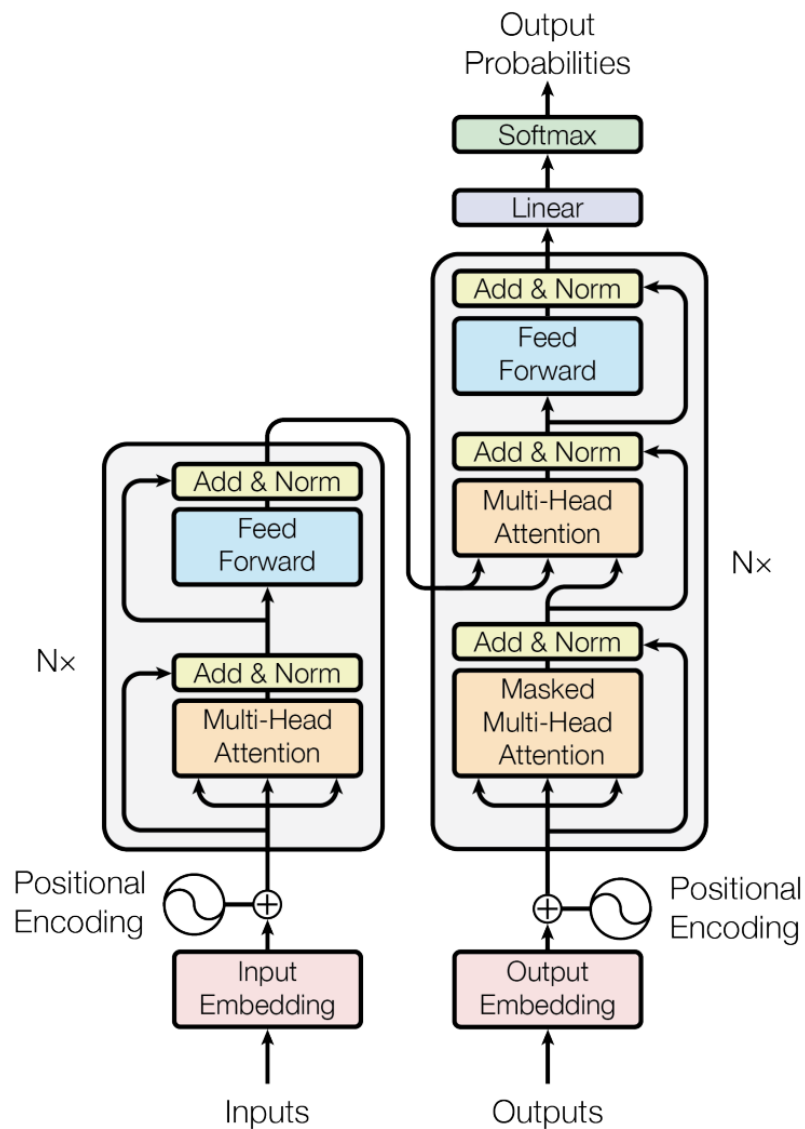 Output
Probabilities
Softmax
Linear
Add & Norm
Feed
Forward
Add & Norm
Multi-Head
Attention
Add & Norm
Masked
Multi-Head
Attention
N×
Add & Norm
Feed
Forward
Add & Norm
Multi-Head
Attention
N×
Positional
Encoding
Positional
Encoding
Input
Embedding
Output
Embedding
Inputs
Outputs